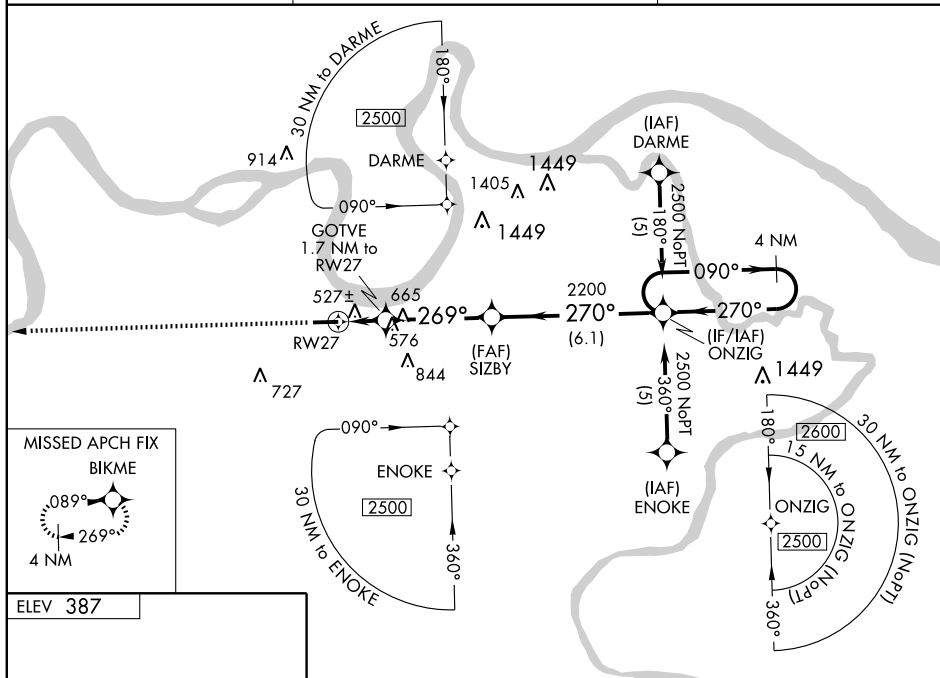 30 NM to DARME
180°
2500
DARME
090°
914
GOTVE
1.7 NM to
RW27
1405
1449
1449
(IAF)
DARME
2500 NoPT
180°
(5)
4 NM
090°
270°
(IF/IAF)
ONZIG
527±
665
269°
2200
270°
(6.1)
RW27
576
(FAF)
SIZBY
844
727
2500 NoPT
360°
(5)
1449
(IAF)
ENOKE
MISSED APCH FIX
BIKME
089°
269°
4 NM
090°
ENOKE
2500
30 NM to ENOKE
360°
180°
2600
30 NM to ONZIG (NoPT)
15 NM to ONZIG (NoPT)
ONZIG
2500
360°
ELEV 387